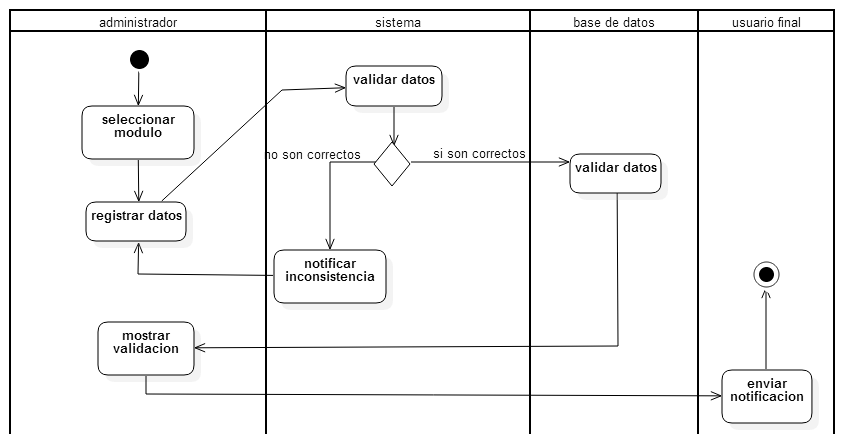 administrador
sistema
base de datos
usuario final
validar datos
seleccionar
modulo
no son correctos
si son correctos
validar datos
registrar datos
notificar
inconsistencia
mostrar
validacion
enviar
notificacion